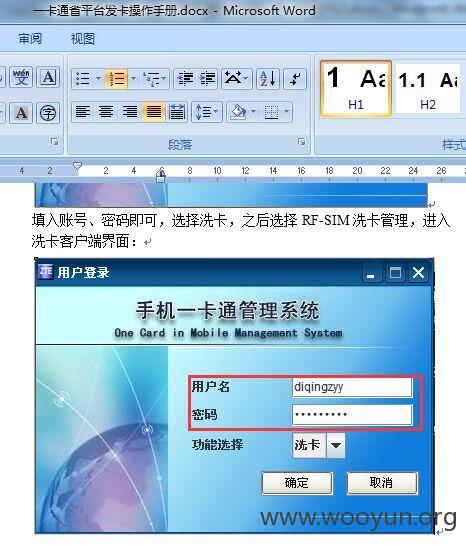 一卡通省平台发卡操作手册.docx - Microsoft Word
审阅 视图
wén A
A 字
段落
1 Aa 1.1 Aa
H1 H2
样式
4 2 2 4 6 8 10 12 14 16 18 20 22 24 26
填入账号、密码即可，选择洗卡，之后选择 RF-SIM 洗卡管理，进入
洗卡客户端界面：
ZTE 用户登录
手机一卡通管理系统
One Card in Mobile Management System
用户名 diqingzyy
密码 •••••••••
功能选择 洗卡
确定 取消
www.wooyun.org